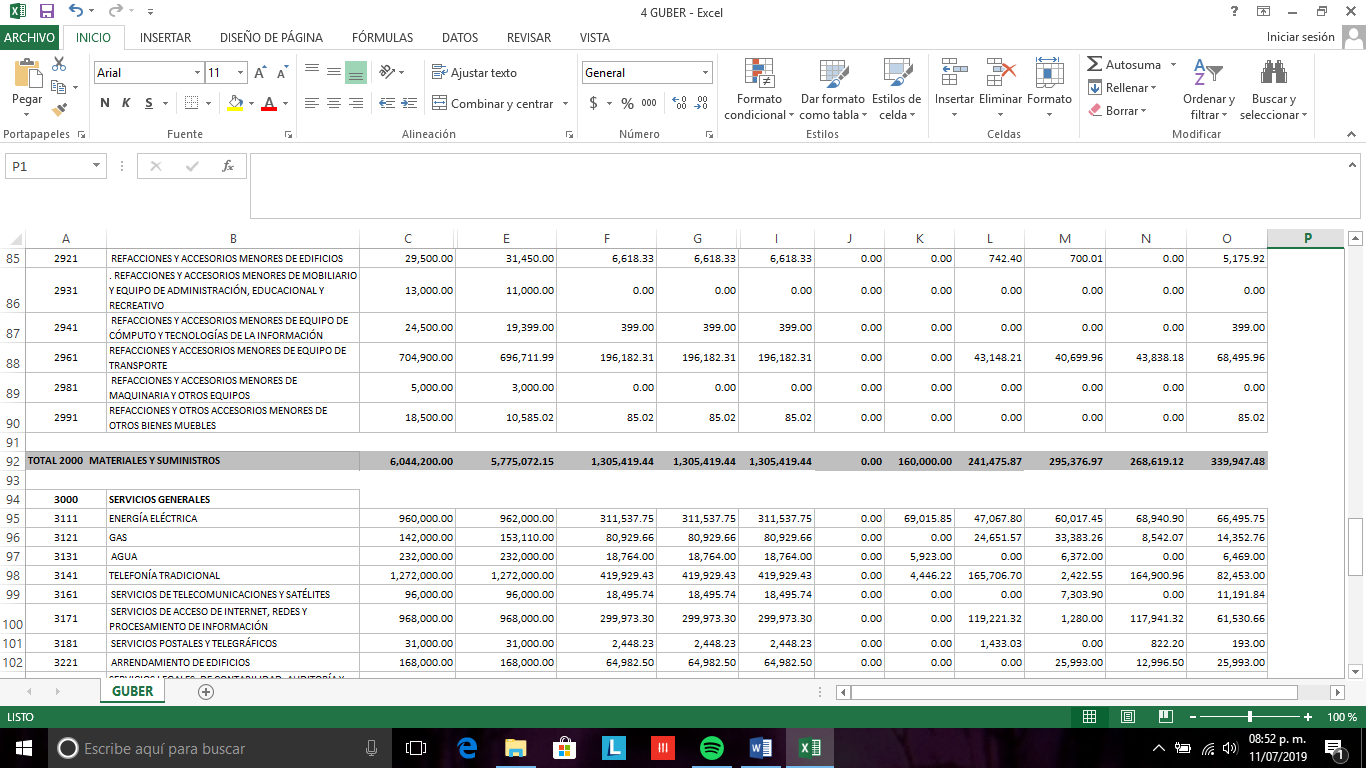 4 GUBER - Excel
ARCHIVO INICIO INSERTAR DISEÑO DE PÁGINA FÓRMULAS DATOS REVISAR VISTA Iniciar sesión
Pegar
Portapapeles
Arial 11
N K S
Fuente
Ajustar texto
Combinar y centrar
Alineación
General
$ % 000
Número
Formato condicional
Dar formato como tabla
Estilos de celda
Estilos
Insertar Eliminar Formato
Celdas
Autosuma
Rellenar
Borrar
Ordenar y filtrar
Buscar y seleccionar
Modificar
P1
A B C E F G I J K L M N O P
85 2921 REFACCIONES Y ACCESORIOS MENORES DE EDIFICIOS 29,500.00 31,450.00 6,618.33 6,618.33 6,618.33 0.00 0.00 742.40 700.01 0.00 5,175.92
86 2931 . REFACCIONES Y ACCESORIOS MENORES DE MOBILIARIO
Y EQUIPO DE ADMINISTRACIÓN, EDUCACIONAL Y
RECREATIVO 13,000.00 11,000.00 0.00 0.00 0.00 0.00 0.00 0.00 0.00 0.00 0.00
87 2941 REFACCIONES Y ACCESORIOS MENORES DE EQUIPO DE
CÓMPUTO Y TECNOLOGÍAS DE LA INFORMACIÓN 24,500.00 19,399.00 399.00 399.00 399.00 0.00 0.00 0.00 0.00 0.00 399.00
88 2961 REFACCIONES Y ACCESORIOS MENORES DE EQUIPO DE
TRANSPORTE 704,900.00 696,711.99 196,182.31 196,182.31 196,182.31 0.00 0.00 43,148.21 40,699.96 43,838.18 68,495.96
89 2981 REFACCIONES Y ACCESORIOS MENORES DE
MAQUINARIA Y OTROS EQUIPOS 5,000.00 3,000.00 0.00 0.00 0.00 0.00 0.00 0.00 0.00 0.00 0.00
90 2991 REFACCIONES Y OTROS ACCESORIOS MENORES DE
OTROS BIENES MUEBLES 18,500.00 10,585.02 85.02 85.02 85.02 0.00 0.00 0.00 0.00 0.00 85.02
91
92 TOTAL 2000 MATERIALES Y SUMINISTROS 6,044,200.00 5,775,072.15 1,305,419.44 1,305,419.44 1,305,419.44 0.00 160,000.00 241,475.87 295,376.97 268,619.12 339,947.48
93
94 3000 SERVICIOS GENERALES
95 3111 ENERGÍA ELÉCTRICA 960,000.00 962,000.00 311,537.75 311,537.75 311,537.75 0.00 69,015.85 47,067.80 60,017.45 68,940.90 66,495.75
96 3121 GAS 142,000.00 153,110.00 80,929.66 80,929.66 80,929.66 0.00 0.00 24,651.57 33,383.26 8,542.07 14,352.76
97 3131 AGUA 232,000.00 232,000.00 18,764.00 18,764.00 18,764.00 0.00 5,923.00 0.00 6,372.00 0.00 6,469.00
98 3141 TELEFONÍA TRADICIONAL 1,272,000.00 1,272,000.00 419,929.43 419,929.43 419,929.43 0.00 4,446.22 165,706.70 2,422.55 164,900.96 82,453.00
99 3161 SERVICIOS DE TELECOMUNICACIONES Y SATÉLITES 96,000.00 96,000.00 18,495.74 18,495.74 18,495.74 0.00 0.00 0.00 7,303.90 0.00 11,191.84
100 3171 SERVICIOS DE ACCESO DE INTERNET, REDES Y
PROCESAMIENTO DE INFORMACIÓN 968,000.00 968,000.00 299,973.30 299,973.30 299,973.30 0.00 0.00 119,221.32 1,280.00 117,941.32 61,530.66
101 3181 SERVICIOS POSTALES Y TELEGRÁFICOS 31,000.00 31,000.00 2,448.23 2,448.23 2,448.23 0.00 0.00 1,433.03 0.00 822.20 193.00
102 3221 ARRENDAMIENTO DE EDIFICIOS 168,000.00 168,000.00 64,982.50 64,982.50 64,982.50 0.00 0.00 0.00 25,993.00 12,996.50 25,993.00
GUBER
LISTO 100 %
Escribe aquí para buscar
08:52 p. m.
11/07/2019